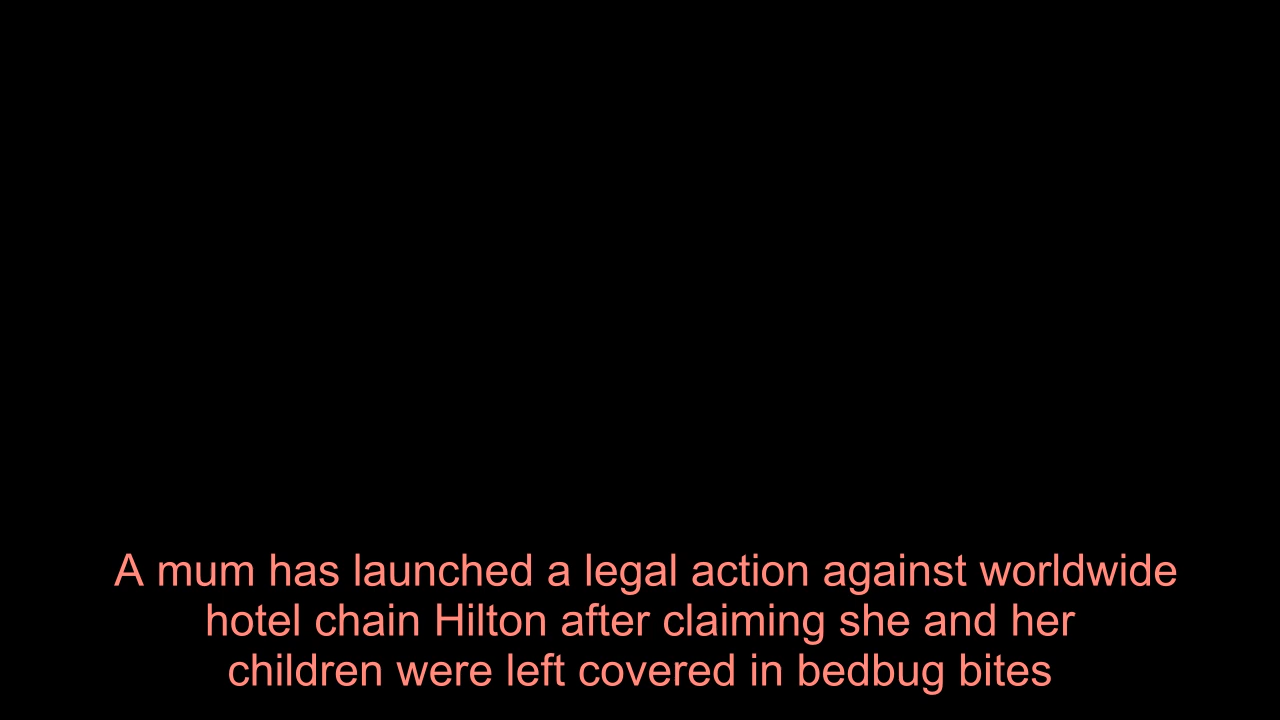 A mum has launched a legal action against worldwide
hotel chain Hilton after claiming she and her
children were left covered in bedbug bites